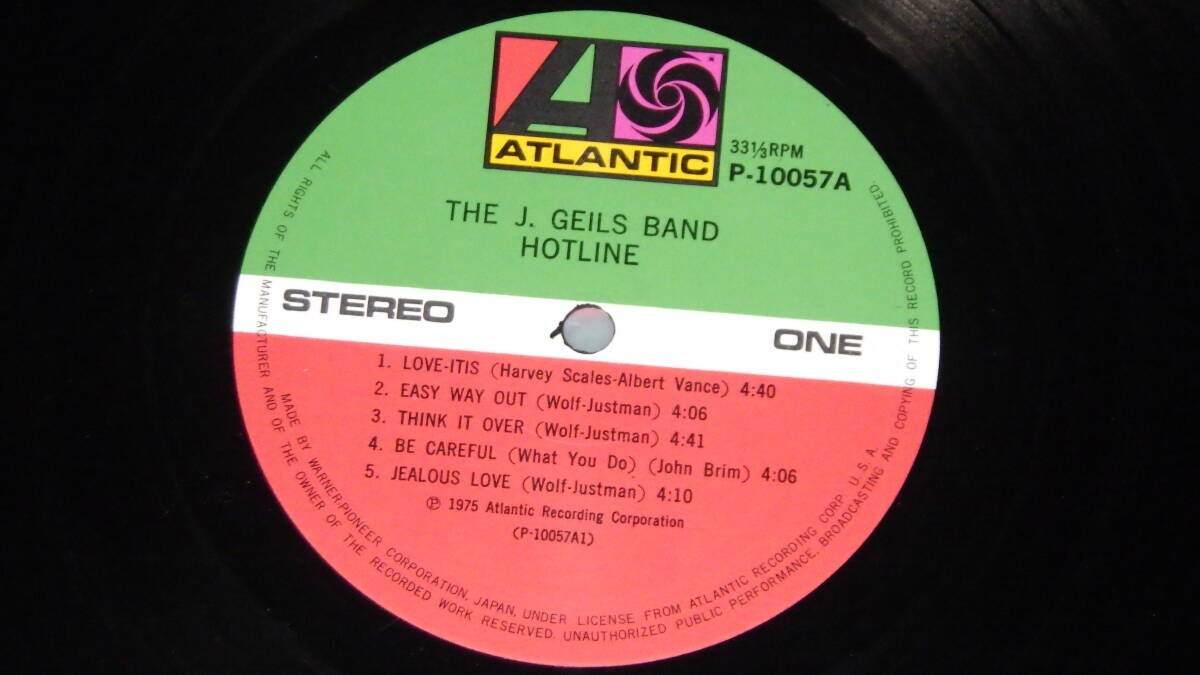 ATLANTIC
33⅓RPM
P-10057A
THE J. GEILS BAND
HOTLINE
STEREO
ONE
1. LOVE-ITIS (Harvey Scales-Albert Vance) 4:40
2. EASY WAY OUT (Wolf-Justman) 4:06
3. THINK IT OVER (Wolf-Justman) 4:41
4. BE CAREFUL (What You Do) (John Brim) 4:06
5. JEALOUS LOVE (Wolf-Justman) 4:10
Ⓟ 1975 Atlantic Recording Corporation
(P-10057A1)
MADE BY WARNER-PIONEER CORPORATION, JAPAN, UNDER LICENSE FROM ATLANTIC RECORDING CORP. U.S.A.
ALL RIGHTS OF THE MANUFACTURER AND OF THE OWNER OF THE RECORDED WORK RESERVED. UNAUTHORIZED PUBLIC PERFORMANCE, BROADCASTING AND COPYING OF THIS RECORD PROHIBITED.